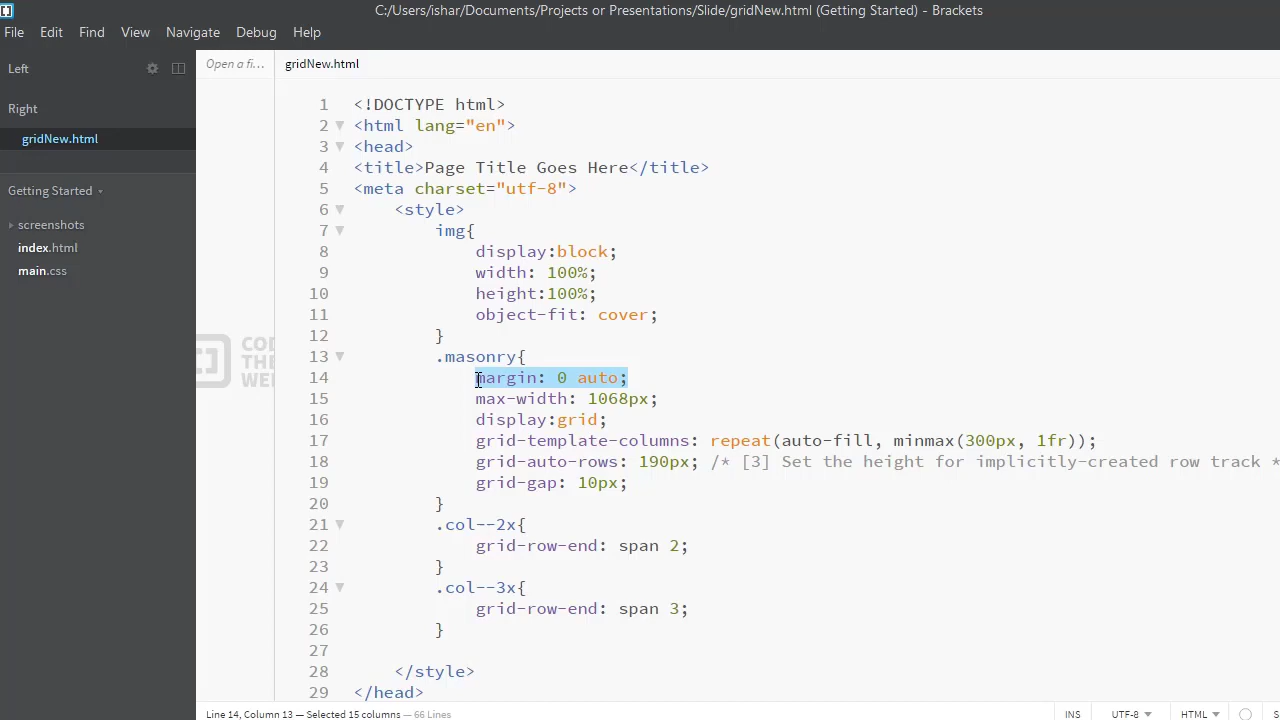 C:/Users/ishar/Documents/Projects or Presentations/Slide/gridNew.html (Getting Started) - Brackets
File Edit Find View Navigate Debug Help
Left
Right
gridNew.html
Getting Started
screenshots
index.html
main.css
Open a fi...
gridNew.html
COD
THE
WEB
1 <!DOCTYPE html>
2 <html lang="en">
3 <head>
4 <title>Page Title Goes Here</title>
5 <meta charset="utf-8">
6 <style>
7 img{
8 display:block;
9 width: 100%;
10 height:100%;
11 object-fit: cover;
12 }
13 .masonry{
14 margin: 0 auto;
15 max-width: 1068px;
16 display:grid;
17 grid-template-columns: repeat(auto-fill, minmax(300px, 1fr));
18 grid-auto-rows: 190px; /* [3] Set the height for implicitly-created row track *
19 grid-gap: 10px;
20 }
21 .col--2x{
22 grid-row-end: span 2;
23 }
24 .col--3x{
25 grid-row-end: span 3;
26 }
27
28 </style>
29 </head>
Line 14, Column 13 — Selected 15 columns — 66 Lines
INS UTF-8 HTML S